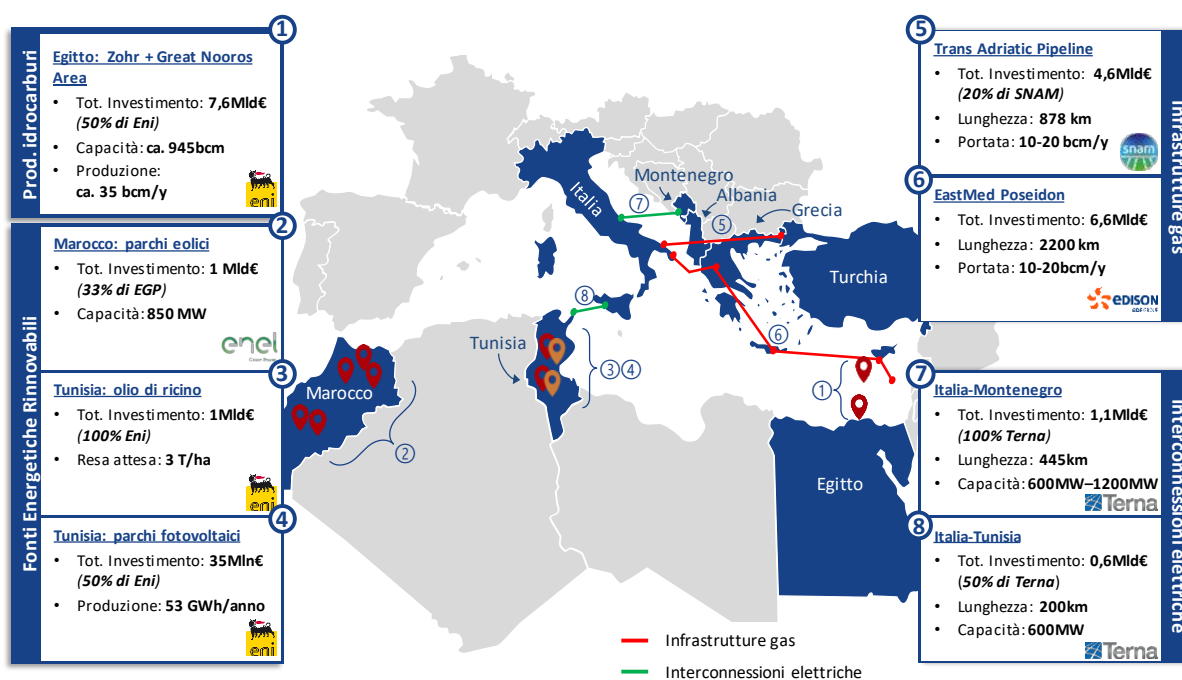 Prod. idrocarburi
1
Egitto: Zohr + Great Nooros
Area
• Tot. Investimento: 7,6Mld€
(50% di Eni)
• Capacità: ca. 945bcm
• Produzione:
ca. 35 bcm/y
eni
Fonti Energetiche Rinnovabili
2
Marocco: parchi eolici
• Tot. Investimento: 1 Mld€
(33% di EGP)
• Capacità: 850 MW
enel
Green Power
3
Tunisia: olio di ricino
• Tot. Investimento: 1Mld€
(100% Eni)
• Resa attesa: 3 T/ha
eni
4
Tunisia: parchi fotovoltaici
• Tot. Investimento: 35Mln€
(50% di Eni)
• Produzione: 53 GWh/anno
eni
Italia
Montenegro
7
Albania
5
Grecia
Turchia
8
6
Tunisia
3 4
1
Marocco
2
Egitto
Infrastrutture gas
Interconnessioni elettriche
Infrastrutture gas
5
Trans Adriatic Pipeline
• Tot. Investimento: 4,6Mld€
(20% di SNAM)
• Lunghezza: 878 km
• Portata: 10-20 bcm/y
snam
6
EastMed Poseidon
• Tot. Investimento: 6,6Mld€
• Lunghezza: 2200 km
• Portata: 10-20bcm/y
EDISON
EDF GROUP
Interconnessioni elettriche
7
Italia-Montenegro
• Tot. Investimento: 1,1Mld€
(100% Terna)
• Lunghezza: 445km
• Capacità: 600MW–1200MW
Terna
8
Italia-Tunisia
• Tot. Investimento: 0,6Mld€
(50% di Terna)
• Lunghezza: 200km
• Capacità: 600MW
Terna